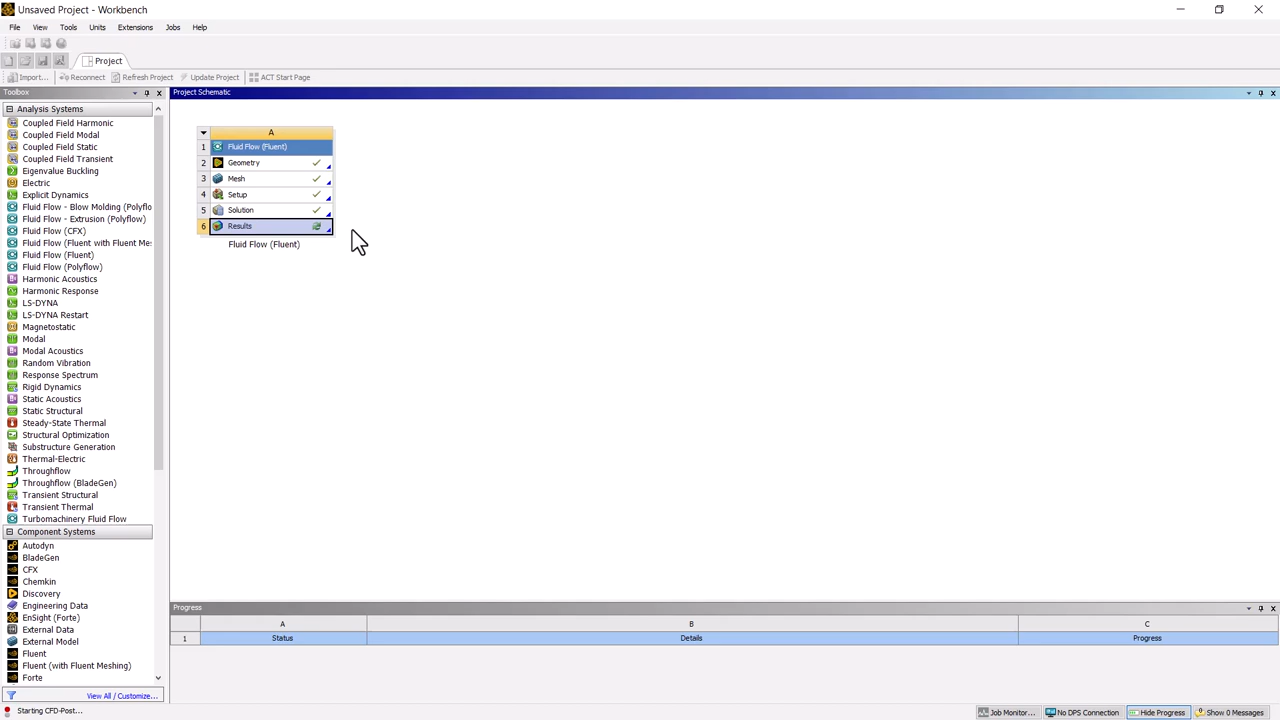 Unsaved Project - Workbench
File View Tools Units Extensions Jobs Help
Project
Import... Reconnect Refresh Project Update Project ACT Start Page
Toolbox
Project Schematic
Analysis Systems
Coupled Field Harmonic
Coupled Field Modal
Coupled Field Static
Coupled Field Transient
Eigenvalue Buckling
Electric
Explicit Dynamics
Fluid Flow - Blow Molding (Polyflo
Fluid Flow - Extrusion (Polyflow)
Fluid Flow (CFX)
Fluid Flow (Fluent with Fluent Me:
Fluid Flow (Fluent)
Fluid Flow (Polyflow)
Harmonic Acoustics
Harmonic Response
LS-DYNA
LS-DYNA Restart
Magnetostatic
Modal
Modal Acoustics
Random Vibration
Response Spectrum
Rigid Dynamics
Static Acoustics
Static Structural
Steady-State Thermal
Structural Optimization
Substructure Generation
Thermal-Electric
Throughflow
Throughflow (BladeGen)
Transient Structural
Transient Thermal
Turbomachinery Fluid Flow
Component Systems
Autodyn
BladeGen
CFX
Chemkin
Discovery
Engineering Data
EnSight (Forte)
External Data
External Model
Fluent
Fluent (with Fluent Meshing)
Forte
View All / Customize...
A
1 Fluid Flow (Fluent)
2 Geometry
3 Mesh
4 Setup
5 Solution
6 Results
Fluid Flow (Fluent)
Progress
A B C
1 Status Details Progress
Starting CFD-Post...
Job Monitor... No DPS Connection Hide Progress Show 0 Messages